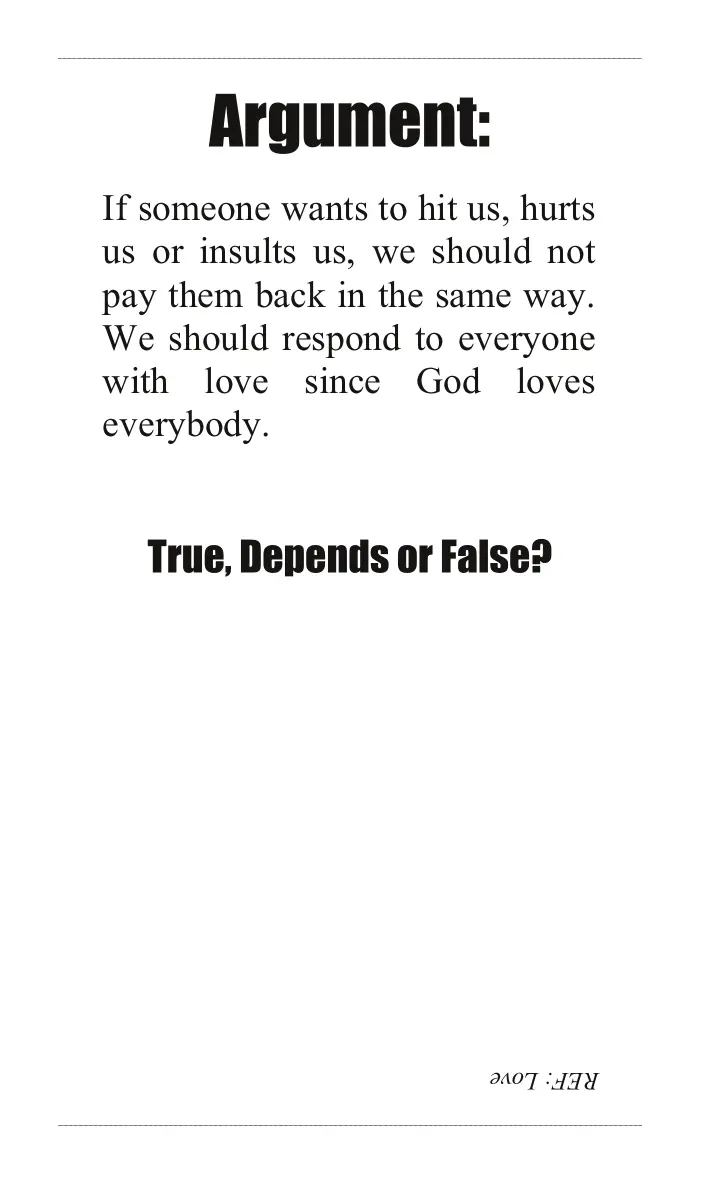 Argument:
If someone wants to hit us, hurts
us or insults us, we should not
pay them back in the same way.
We should respond to everyone
with love since God loves
everybody.
True, Depends or False?
REF: Love